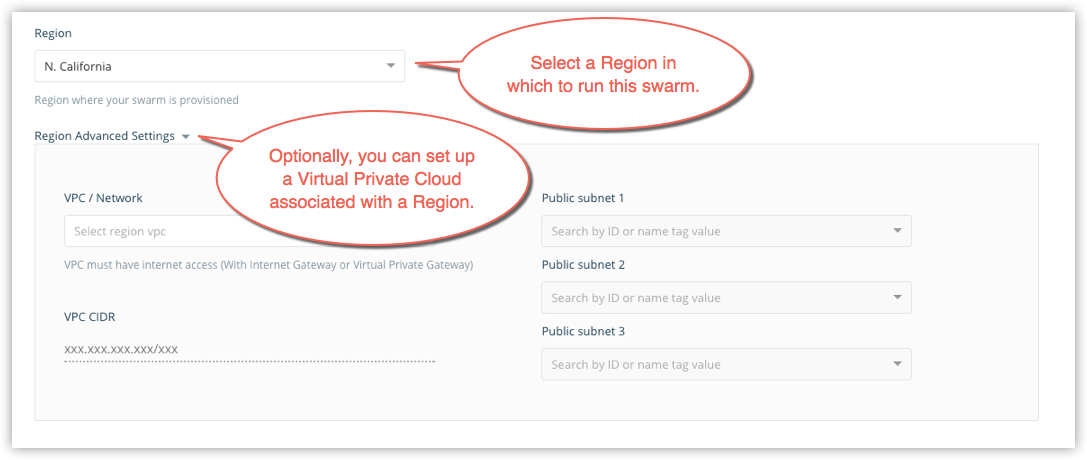 Region
N. California
Select a Region in
which to run this swarm.
Region where your swarm is provisioned
Region Advanced Settings
Optionally, you can set up
a Virtual Private Cloud
associated with a Region.
VPC / Network
Select region vpc
VPC must have internet access (With Internet Gateway or Virtual Private Gateway)
VPC CIDR
xxx.xxx.xxx.xxx/xxx
Public subnet 1
Search by ID or name tag value
Public subnet 2
Search by ID or name tag value
Public subnet 3
Search by ID or name tag value